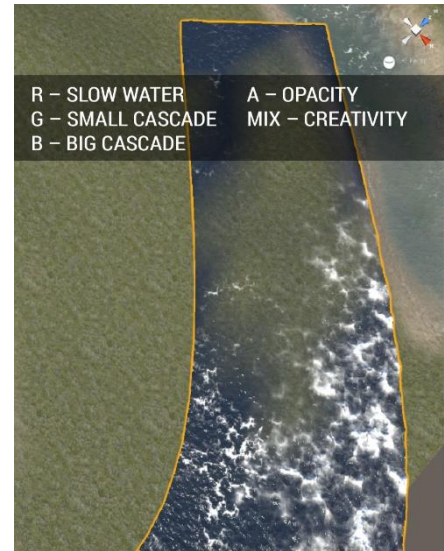 R – SLOW WATER
G – SMALL CASCADE
B – BIG CASCADE
A – OPACITY
MIX – CREATIVITY